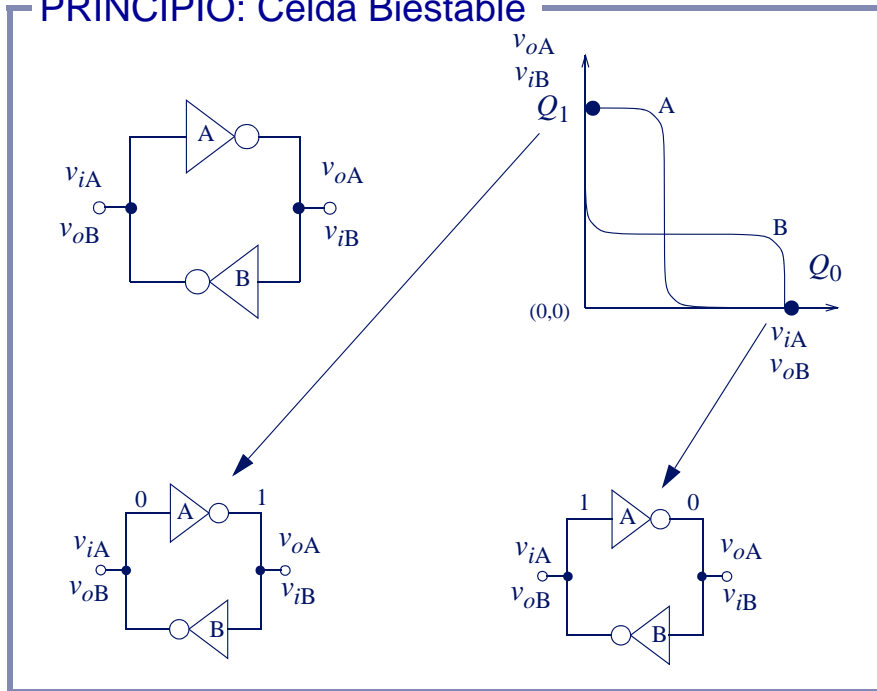 PRINCIPIO: Celda Biestable
A
v_iA
v_oB
v_oA
v_iB
B
v_oA
v_iB
Q_1
A
B
Q_0
(0,0)
v_iA
v_oB
0
A
1
v_iA
v_oB
v_oA
v_iB
B
1
A
0
v_iA
v_oB
v_oA
v_iB
B